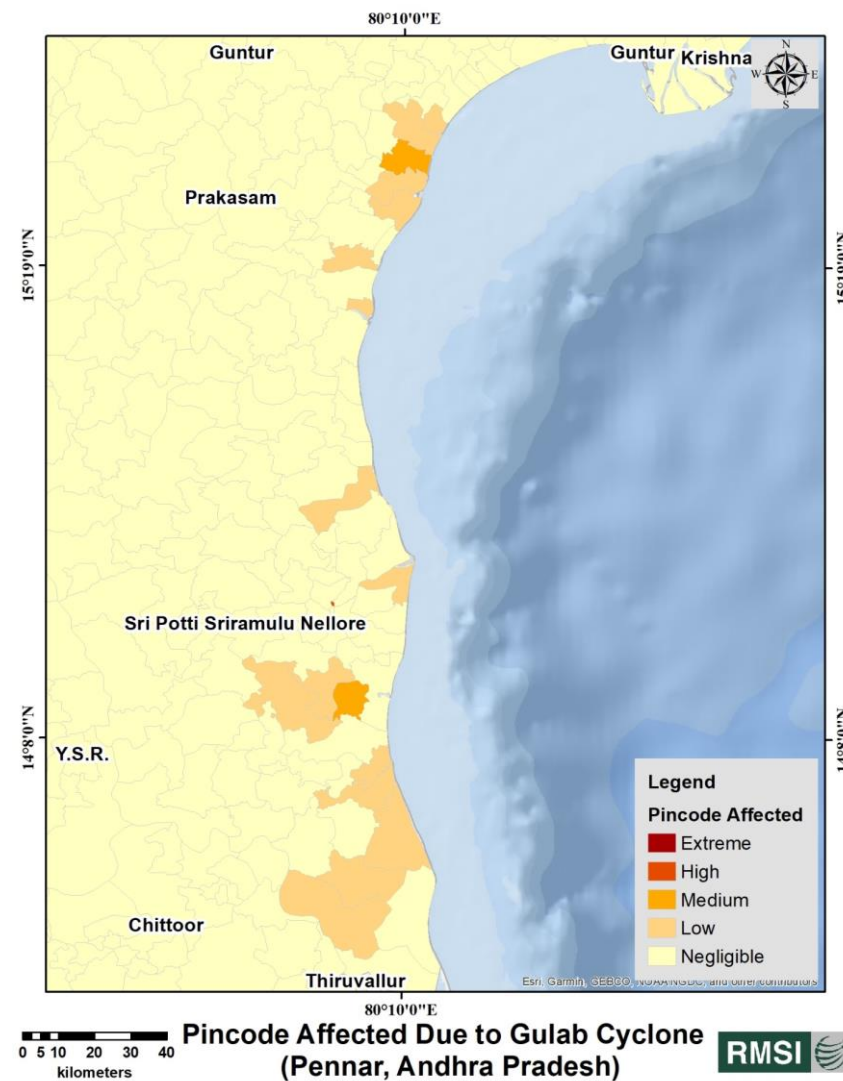 80°10'0"E
Guntur
Guntur
Krishna
N
W
E
S
Prakasam
15°19'0"N
15°19'0"N
Sri Potti Sriramulu Nellore
14°8'0"N
14°8'0"N
Y.S.R.
Legend
Pincode Affected
Extreme
High
Medium
Low
Negligible
Chittoor
Thiruvallur
Esri, Garmin, GEBCO, NOAA NGDC, and other contributors
80°10'0"E
0 5 10 20 30 40
kilometers
Pincode Affected Due to Gulab Cyclone
(Pennar, Andhra Pradesh)
RMSI